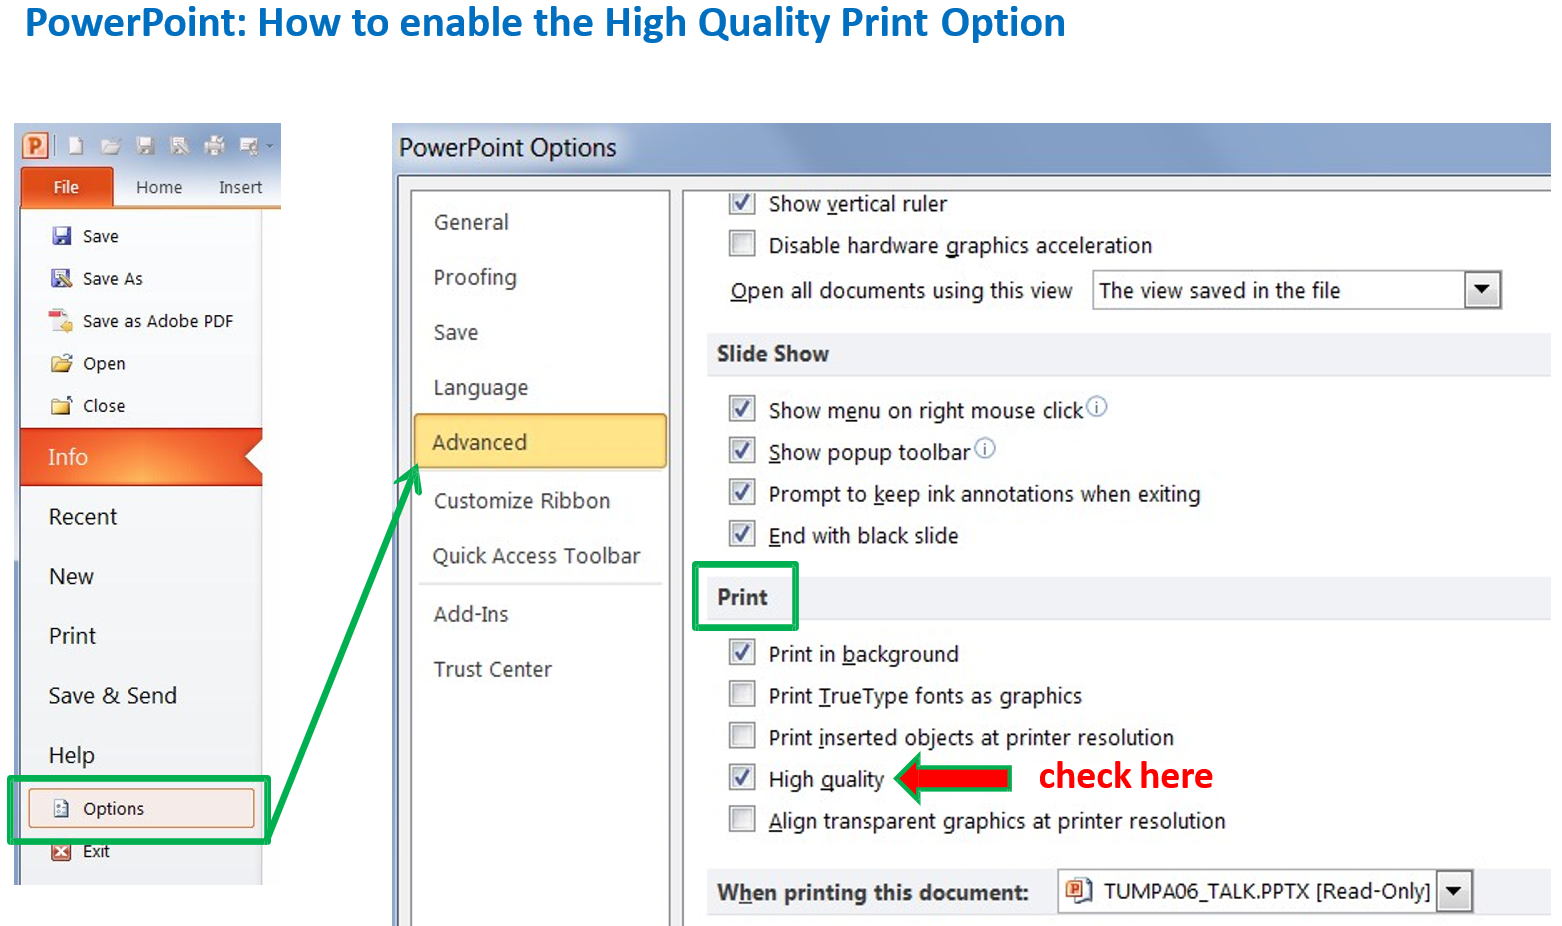 PowerPoint: How to enable the High Quality Print Option
File Home Insert
Save
Save As
Save as Adobe PDF
Open
Close
Info
Recent
New
Print
Save & Send
Help
Options
Exit
PowerPoint Options
General
Proofing
Save
Language
Advanced
Customize Ribbon
Quick Access Toolbar
Add-Ins
Trust Center
Show vertical ruler
Disable hardware graphics acceleration
Open all documents using this view The view saved in the file
Slide Show
Show menu on right mouse click
Show popup toolbar
Prompt to keep ink annotations when exiting
End with black slide
Print
Print in background
Print TrueType fonts as graphics
Print inserted objects at printer resolution
High quality check here
Align transparent graphics at printer resolution
When printing this document: TUMPA06_TALK.PPTX [Read-Only]